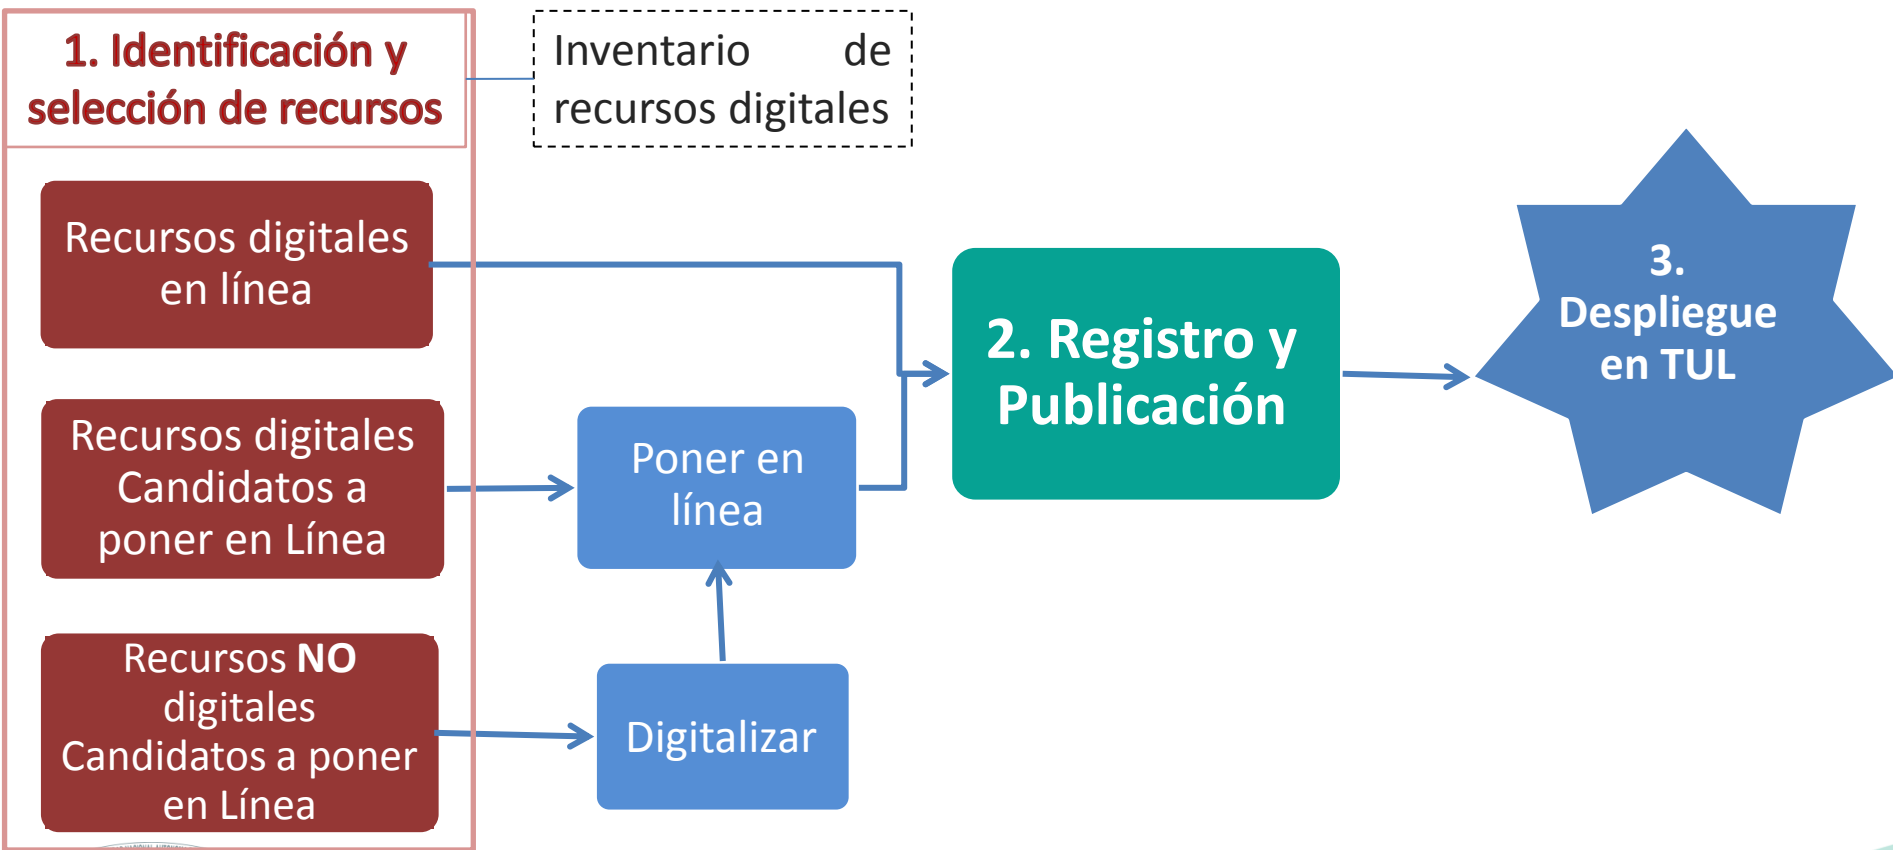 1. Identificación y
selección de recursos
Inventario de
recursos digitales
Recursos digitales
en línea
Recursos digitales
Candidatos a
poner en Línea
Recursos NO
digitales
Candidatos a poner
en Línea
Poner en
línea
Digitalizar
2. Registro y
Publicación
3.
Despliegue
en TUL